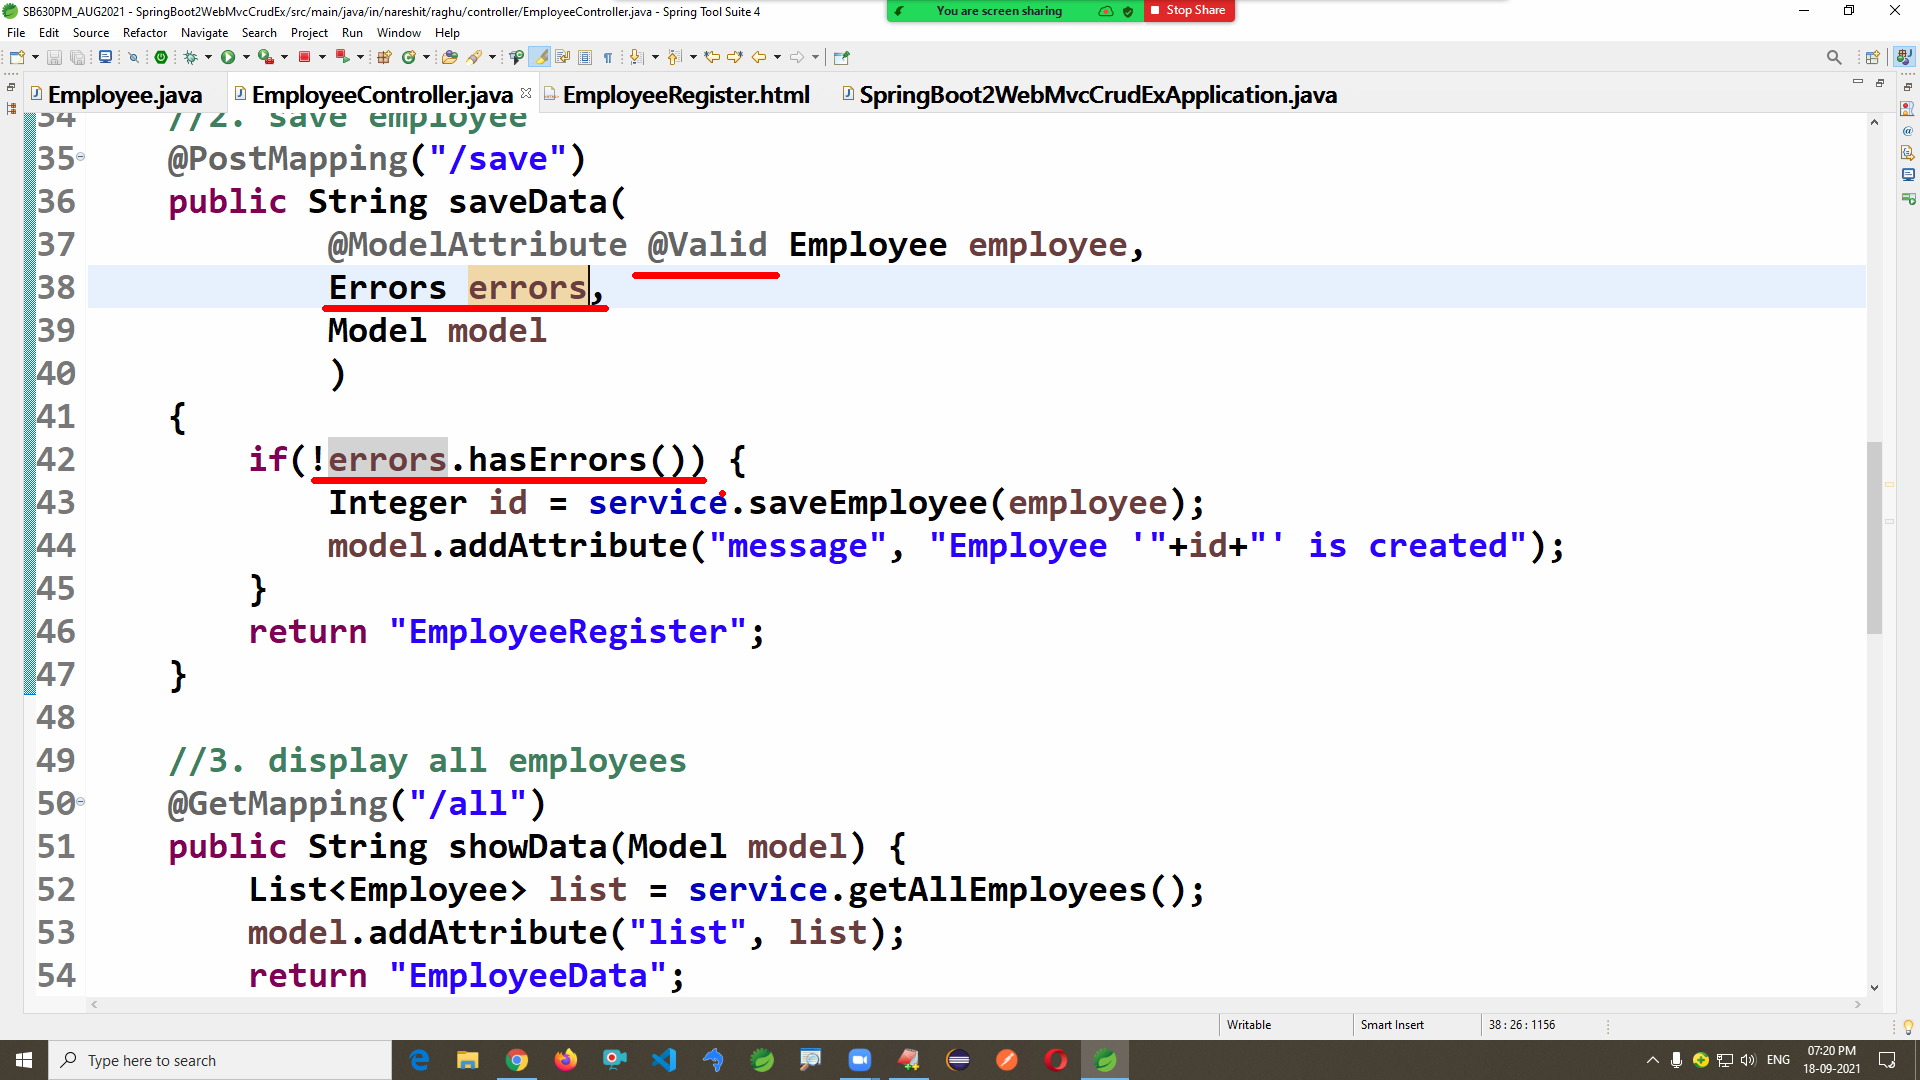 SB630PM_AUG2021 - SpringBoot2WebMvcCrudEx/src/main/java/in/nareshit/raghu/controller/EmployeeController.java - Spring Tool Suite 4
You are screen sharing
Stop Share
File Edit Source Refactor Navigate Search Project Run Window Help
Employee.java EmployeeController.java EmployeeRegister.html SpringBoot2WebMvcCrudExApplication.java
34 //2. save employee
35 @PostMapping("/save")
36 public String saveData(
37 @ModelAttribute @Valid Employee employee,
38 Errors errors,
39 Model model
40 )
41 {
42 if(!errors.hasErrors()) {
43 Integer id = service.saveEmployee(employee);
44 model.addAttribute("message", "Employee '"+id+"' is created");
45 }
46 return "EmployeeRegister";
47 }
48
49 //3. display all employees
50 @GetMapping("/all")
51 public String showData(Model model) {
52 List<Employee> list = service.getAllEmployees();
53 model.addAttribute("list", list);
54 return "EmployeeData";
Writable Smart Insert 38 : 26 : 1156
Type here to search
ENG
07:20 PM
18-09-2021